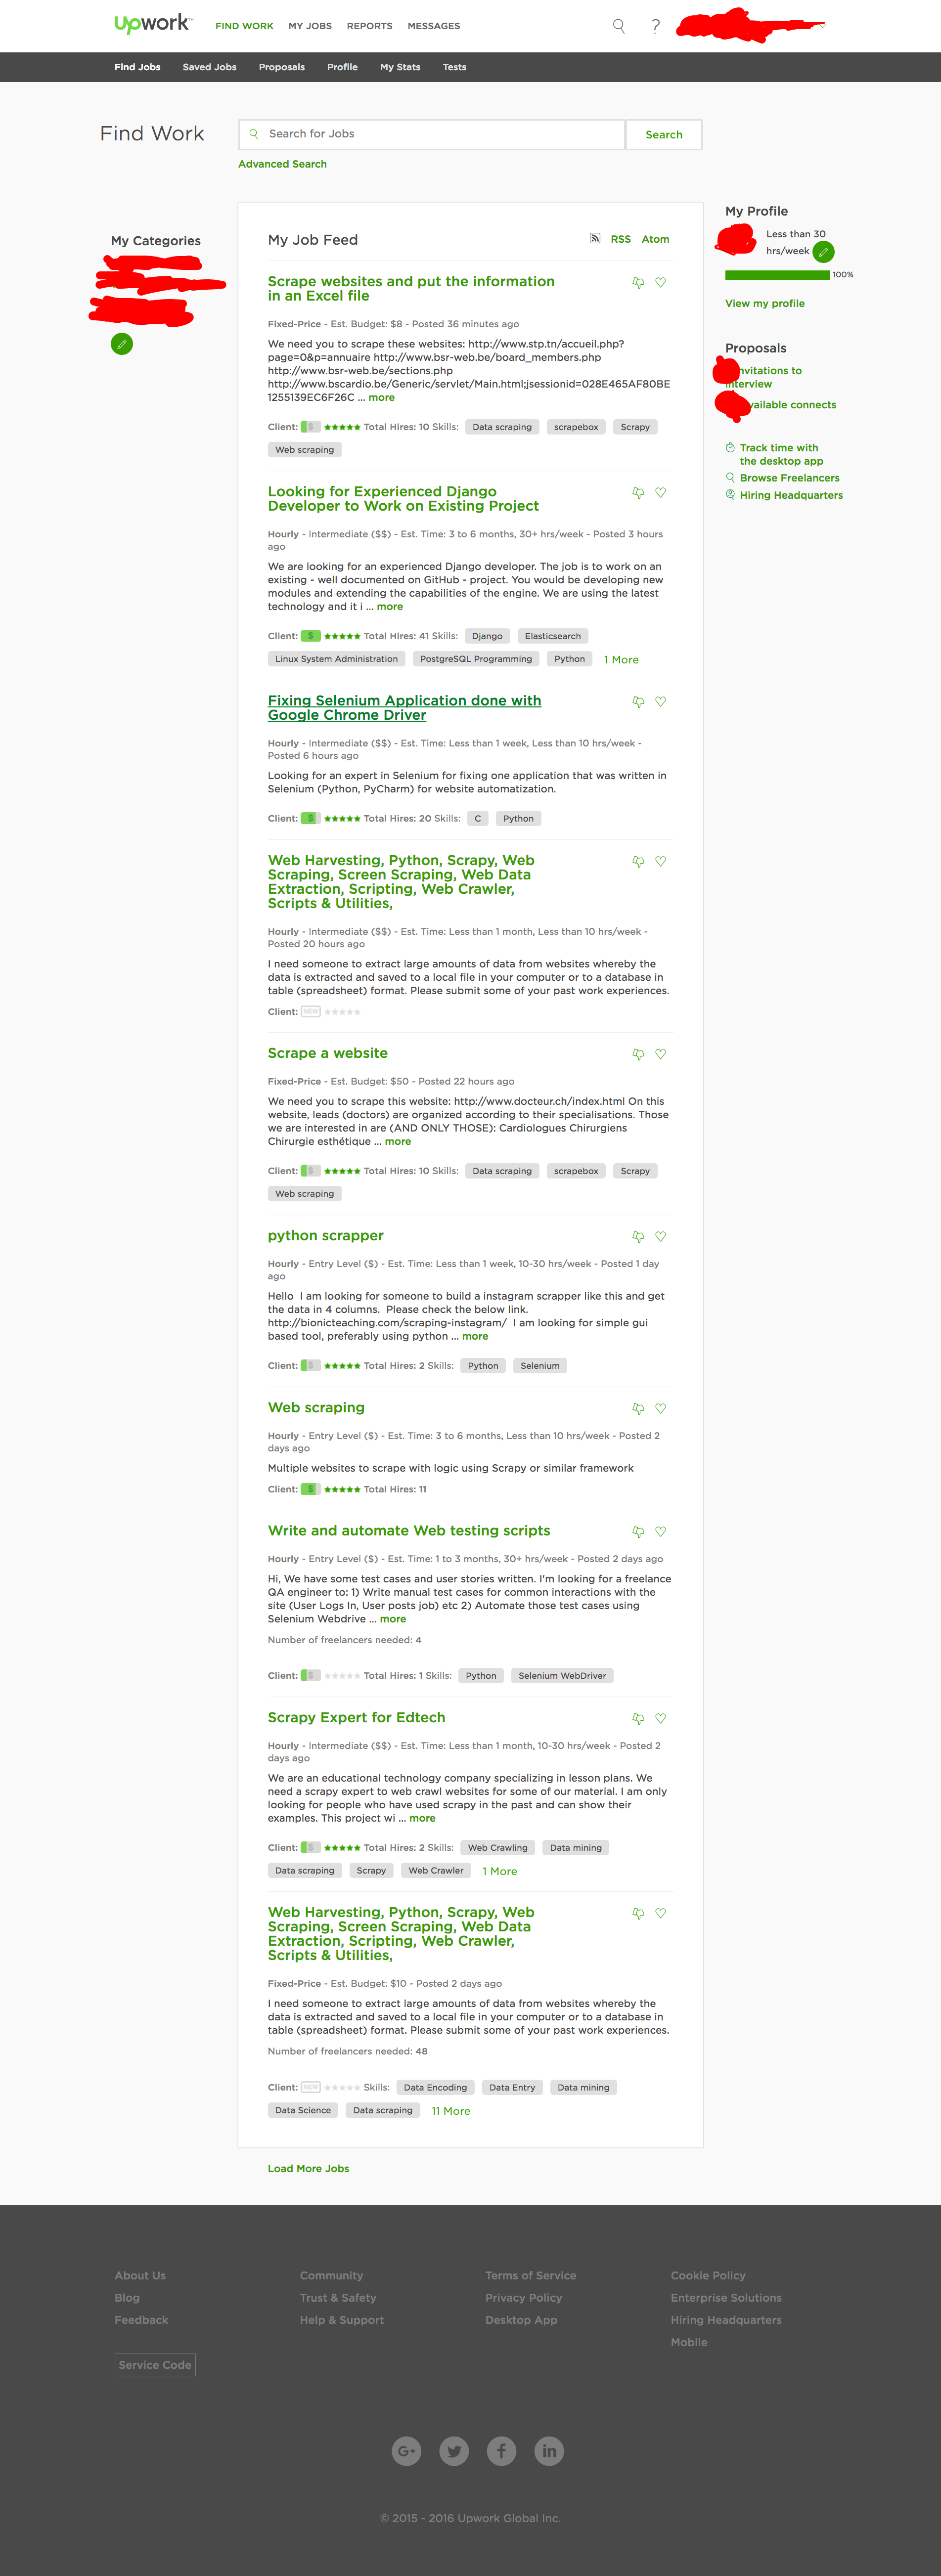 Upwork™ FIND WORK MY JOBS REPORTS MESSAGES ?
Find Jobs Saved Jobs Proposals Profile My Stats Tests
Find Work
Search for Jobs
Search
Advanced Search
My Categories
My Job Feed
RSS Atom
Scrape websites and put the information
in an Excel file
Fixed-Price - Est. Budget: $8 - Posted 36 minutes ago
We need you to scrape these websites: http://www.stp.tn/accueil.php?
page=0&p=annuaire http://www.bsr-web.be/board_members.php
http://www.bsr-web.be/sections.php
http://www.bscardio.be/Generic/servlet/Main.html;jsessionid=028E465AF80BE
1255139EC6F26C ... more
Client: $ ★★★★★ Total Hires: 10 Skills: Data scraping scrapebox Scrapy
Web scraping
Looking for Experienced Django
Developer to Work on Existing Project
Hourly - Intermediate ($$) - Est. Time: 3 to 6 months, 30+ hrs/week - Posted 3 hours
ago
We are looking for an experienced Django developer. The job is to work on an
existing - well documented on GitHub - project. You would be developing new
modules and extending the capabilities of the engine. We are using the latest
technology and it i ... more
Client: $ ★★★★★ Total Hires: 41 Skills: Django Elasticsearch
Linux System Administration PostgreSQL Programming Python 1 More
Fixing Selenium Application done with
Google Chrome Driver
Hourly - Intermediate ($$) - Est. Time: Less than 1 week, Less than 10 hrs/week -
Posted 6 hours ago
Looking for an expert in Selenium for fixing one application that was written in
Selenium (Python, PyCharm) for website automatization.
Client: $ ★★★★★ Total Hires: 20 Skills: C Python
Web Harvesting, Python, Scrapy, Web
Scraping, Screen Scraping, Web Data
Extraction, Scripting, Web Crawler,
Scripts & Utilities,
Hourly - Intermediate ($$) - Est. Time: Less than 1 month, Less than 10 hrs/week -
Posted 20 hours ago
I need someone to extract large amounts of data from websites whereby the
data is extracted and saved to a local file in your computer or to a database in
table (spreadsheet) format. Please submit some of your past work experiences.
Client: NEW ★★★★★
Scrape a website
Fixed-Price - Est. Budget: $50 - Posted 22 hours ago
We need you to scrape this website: http://www.docteur.ch/index.html On this
website, leads (doctors) are organized according to their specialisations. Those
we are interested in are (AND ONLY THOSE): Cardiologues Chirurgiens
Chirurgie esthétique ... more
Client: $ ★★★★★ Total Hires: 10 Skills: Data scraping scrapebox Scrapy
Web scraping
python scrapper
Hourly - Entry Level ($) - Est. Time: Less than 1 week, 10-30 hrs/week - Posted 1 day
ago
Hello I am looking for someone to build a instagram scrapper like this and get
the data in 4 columns. Please check the below link.
http://bionicteaching.com/scraping-instagram/ I am looking for simple gui
based tool, preferably using python ... more
Client: $ ★★★★★ Total Hires: 2 Skills: Python Selenium
Web scraping
Hourly - Entry Level ($) - Est. Time: 3 to 6 months, Less than 10 hrs/week - Posted 2
days ago
Multiple websites to scrape with logic using Scrapy or similar framework
Client: $ ★★★★★ Total Hires: 11
Write and automate Web testing scripts
Hourly - Entry Level ($) - Est. Time: 1 to 3 months, 30+ hrs/week - Posted 2 days ago
Hi, We have some test cases and user stories written. I'm looking for a freelance
QA engineer to: 1) Write manual test cases for common interactions with the
site (User Logs In, User posts job) etc 2) Automate those test cases using
Selenium Webdrive ... more
Number of freelancers needed: 4
Client: $ ★★★★★ Total Hires: 1 Skills: Python Selenium WebDriver
Scrapy Expert for Edtech
Hourly - Intermediate ($$) - Est. Time: Less than 1 month, 10-30 hrs/week - Posted 2
days ago
We are an educational technology company specializing in lesson plans. We
need a scrapy expert to web crawl websites for some of our material. I am only
looking for people who have used scrapy in the past and can show their
examples. This project wi ... more
Client: $ ★★★★★ Total Hires: 2 Skills: Web Crawling Data mining
Data scraping Scrapy Web Crawler 1 More
Web Harvesting, Python, Scrapy, Web
Scraping, Screen Scraping, Web Data
Extraction, Scripting, Web Crawler,
Scripts & Utilities,
Fixed-Price - Est. Budget: $10 - Posted 2 days ago
I need someone to extract large amounts of data from websites whereby the
data is extracted and saved to a local file in your computer or to a database in
table (spreadsheet) format. Please submit some of your past work experiences.
Number of freelancers needed: 48
Client: NEW ★★★★★ Skills: Data Encoding Data Entry Data mining
Data Science Data scraping 11 More
Load More Jobs
My Profile
Less than 30
hrs/week
100%
View my profile
Proposals
to
interview
connects
Track time with
the desktop app
Browse Freelancers
Hiring Headquarters
About Us Community Terms of Service Cookie Policy
Blog Trust & Safety Privacy Policy Enterprise Solutions
Feedback Help & Support Desktop App Hiring Headquarters
Mobile
Service Code
G+ f in
© 2015 - 2016 Upwork Global Inc.